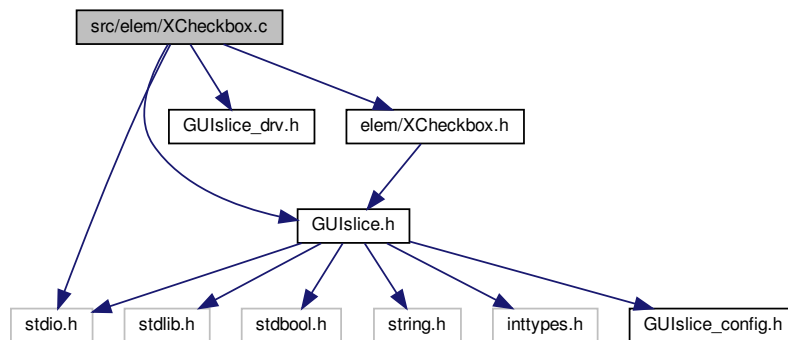 src/elem/XCheckbox.c
GUIslice_drv.h
elem/XCheckbox.h
GUIslice.h
stdio.h
stdlib.h
stdbool.h
string.h
inttypes.h
GUIslice_config.h